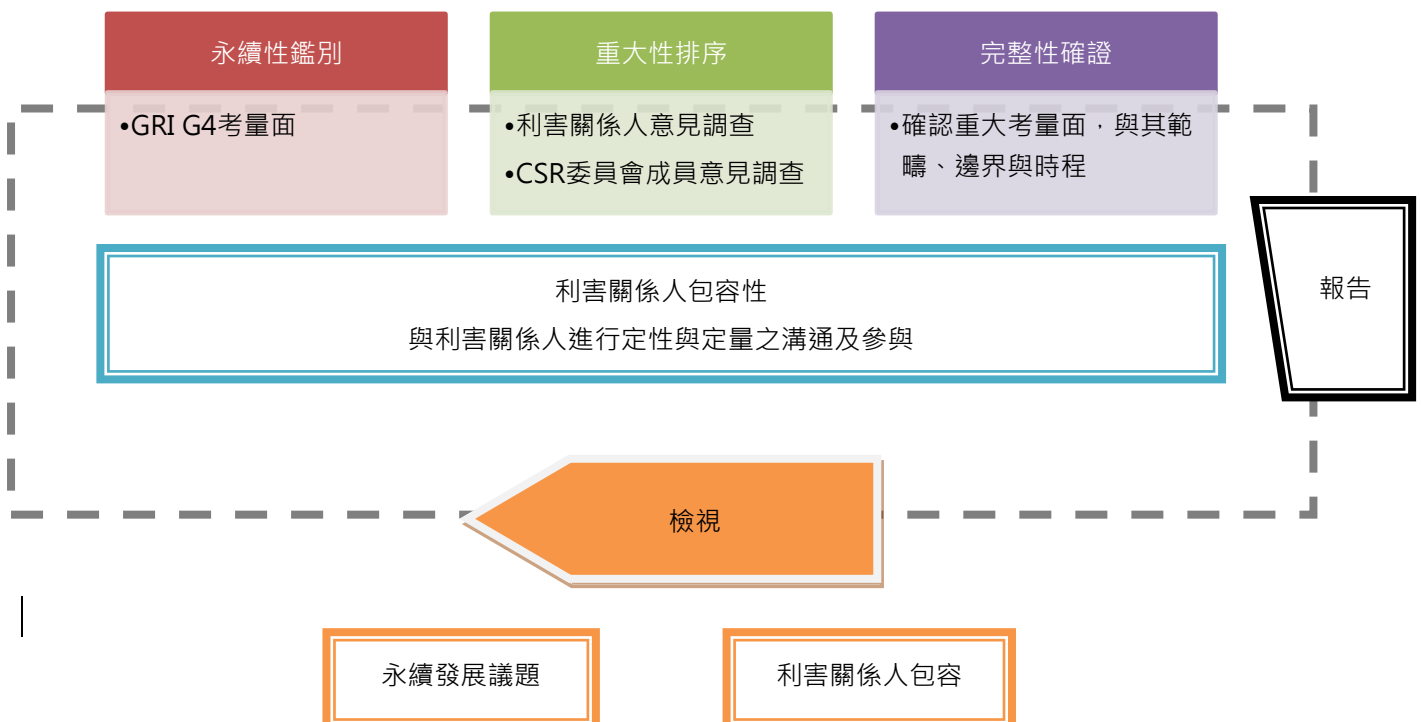 永續性鑑別
•GRI G4考量面
重大性排序
•利害關係人意見調查
•CSR委員會成員意見調查
完整性確證
•確認重大考量面，與其範
疇、邊界與時程
利害關係人包容性
與利害關係人進行定性與定量之溝通及參與
報告
檢視
永續發展議題
利害關係人包容